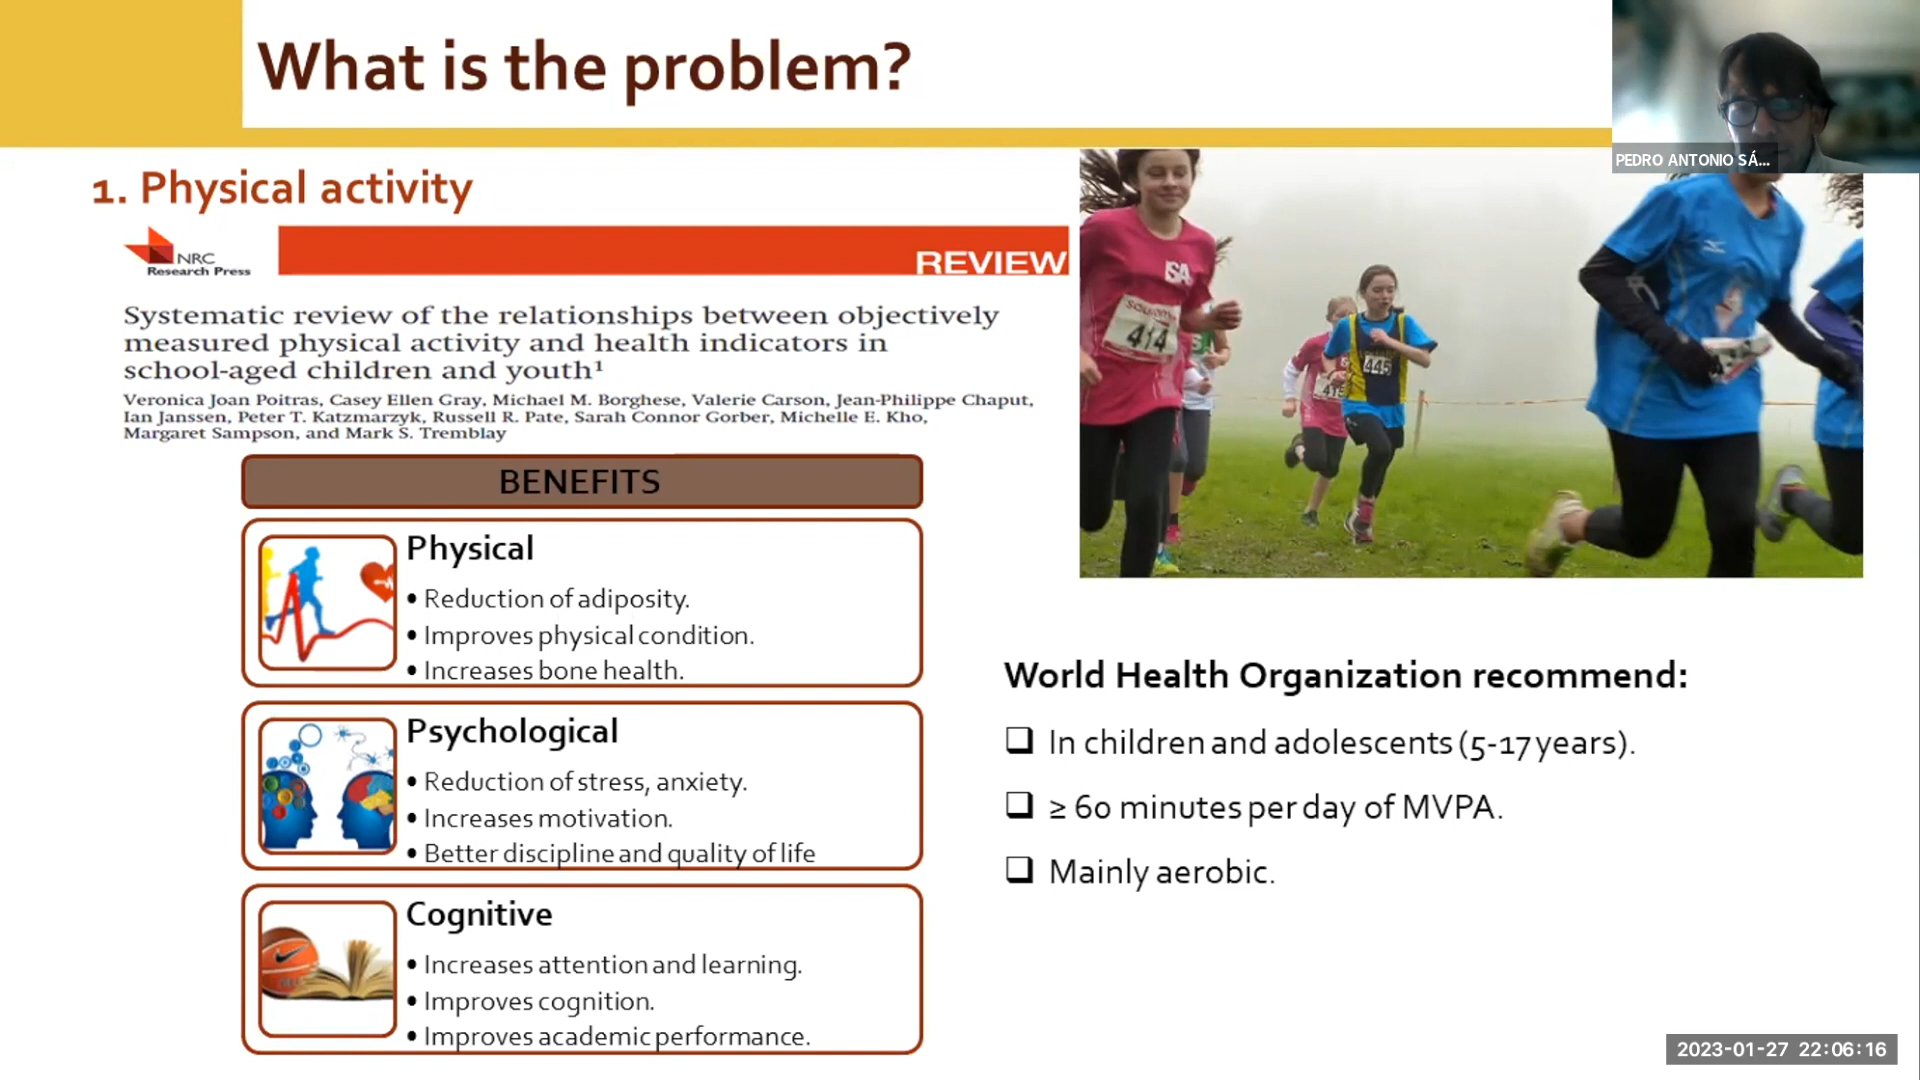 What is the problem?
PEDRO ANTONIO SÁ...
1. Physical activity
NRC
Research Press
REVIEW
Systematic review of the relationships between objectively
measured physical activity and health indicators in
school-aged children and youth¹
Veronica Joan Poitras, Casey Ellen Gray, Michael M. Borghese, Valerie Carson, Jean-Philippe Chaput,
Ian Janssen, Peter T. Katzmarzyk, Russell R. Pate, Sarah Connor Gorber, Michelle E. Kho,
Margaret Sampson, and Mark S. Tremblay
ISA
414
445
BENEFITS
Physical
• Reduction of adiposity.
• Improves physical condition.
• Increases bone health.
Psychological
• Reduction of stress, anxiety.
• Increases motivation.
• Better discipline and quality of life
Cognitive
• Increases attention and learning.
• Improves cognition.
• Improves academic performance.
World Health Organization recommend:
❑ In children and adolescents (5-17 years).
❑ ≥ 60 minutes per day of MVPA.
❑ Mainly aerobic.
2023-01-27 22:06:16